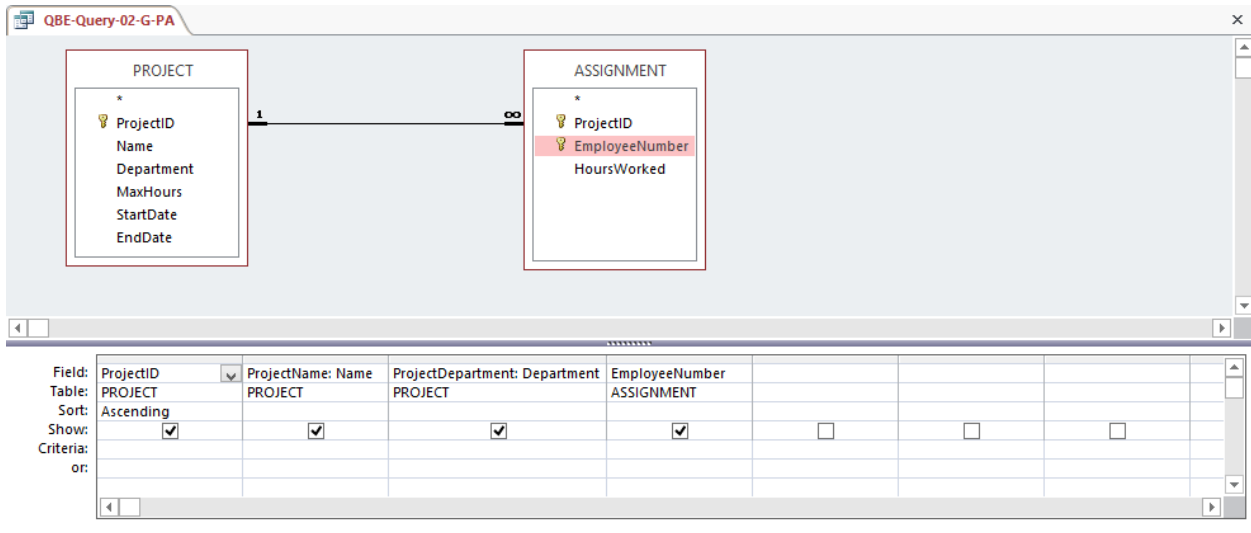 QBE-Query-02-G-PA
PROJECT
*
ProjectID
Name
Department
MaxHours
StartDate
EndDate
1
∞
ASSIGNMENT
*
ProjectID
EmployeeNumber
HoursWorked
Field: ProjectID ProjectName: Name ProjectDepartment: Department EmployeeNumber
Table: PROJECT PROJECT PROJECT ASSIGNMENT
Sort: Ascending
Show:
Criteria:
or: